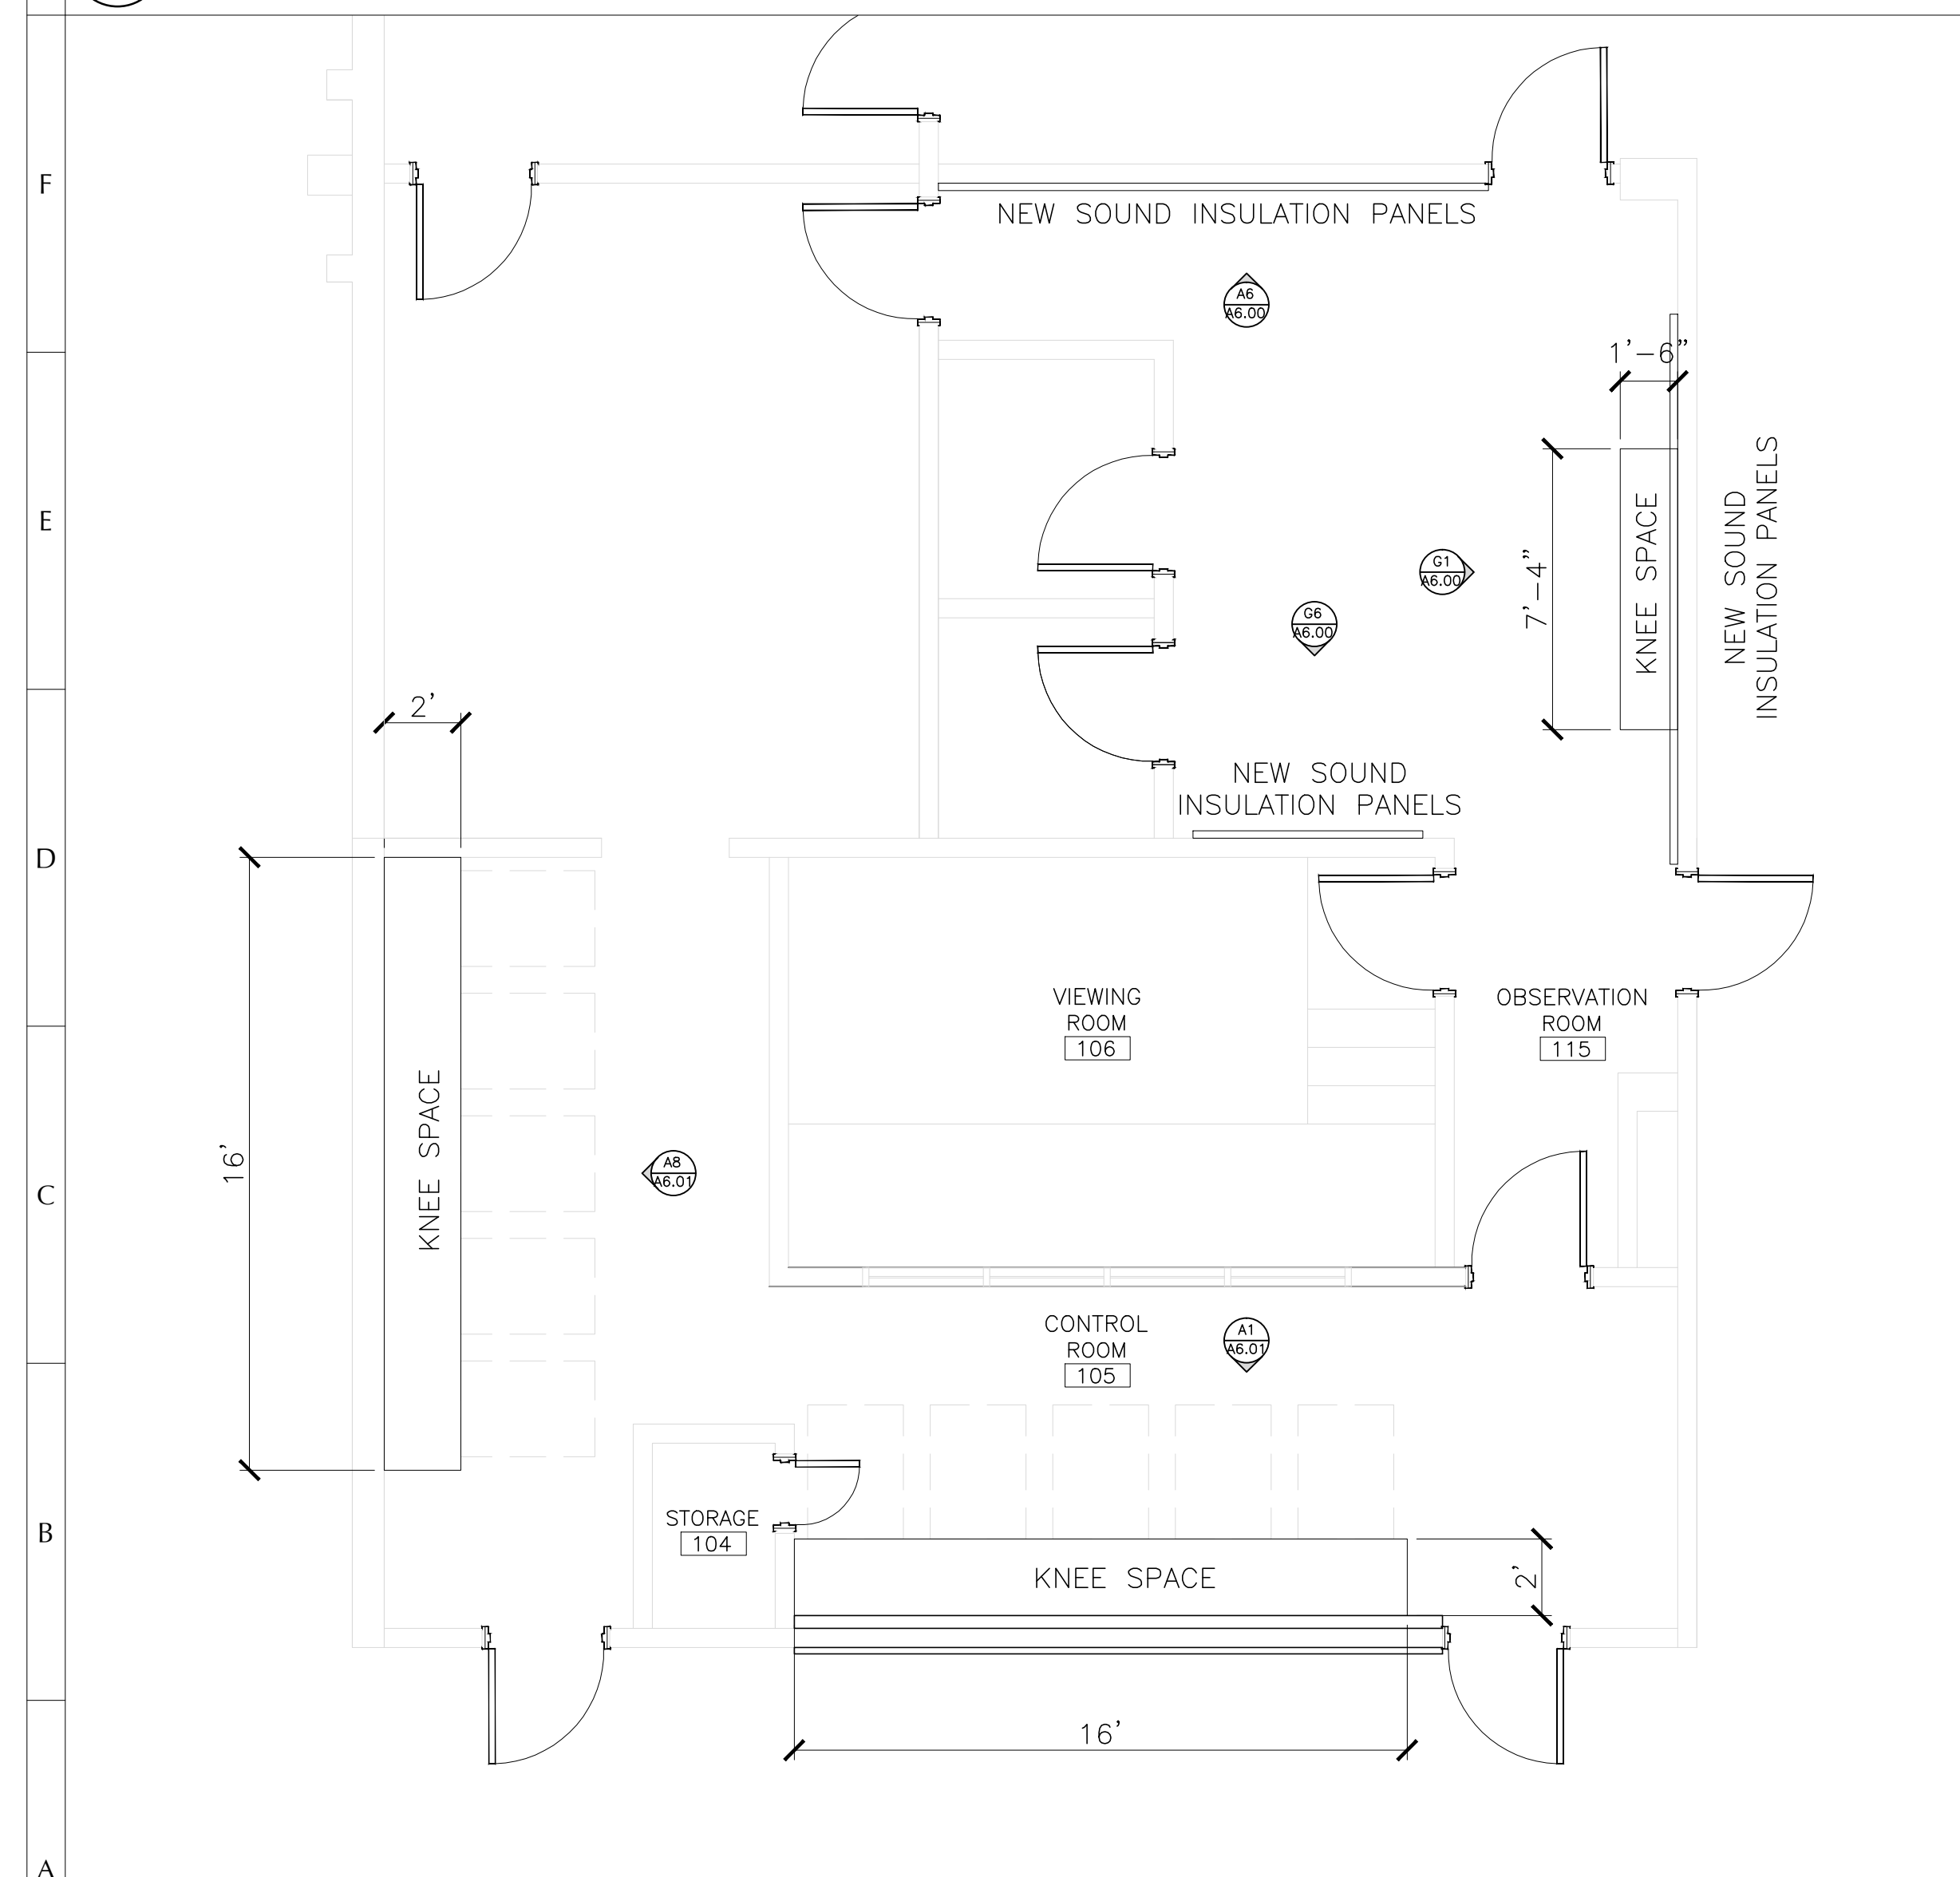 F
NEW SOUND INSULATION PANELS
A6
A6.00
1'-6"
E
G1
A6.00
KNEE SPACE
NEW SOUND
INSULATION PANELS
7'-4"
G6
A6.00
2'
NEW SOUND
INSULATION PANELS
D
VIEWING
ROOM
106
OBSERVATION
ROOM
115
KNEE SPACE
16'
A8
A6.01
C
CONTROL
ROOM
105
A1
A6.01
B
STORAGE
104
KNEE SPACE
2'
16'
A